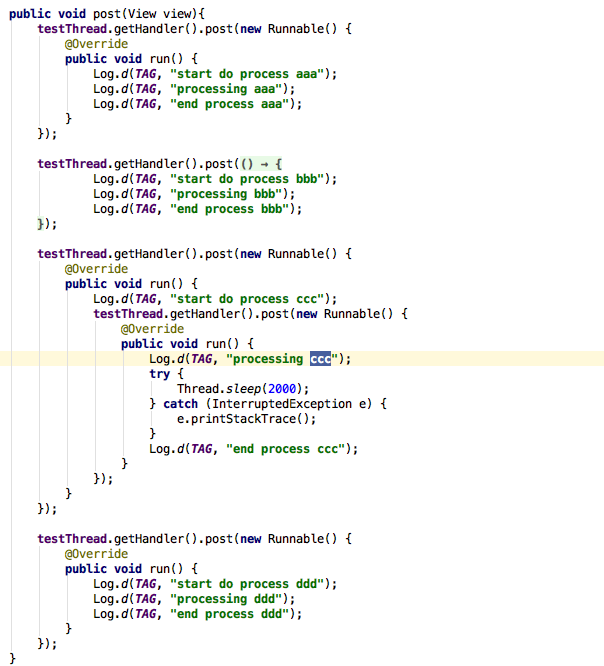 public void post(View view){
    testThread.getHandler().post(new Runnable() {
        @Override
        public void run() {
            Log.d(TAG, "start do process aaa");
            Log.d(TAG, "processing aaa");
            Log.d(TAG, "end process aaa");
        }
    });

    testThread.getHandler().post(() → {
            Log.d(TAG, "start do process bbb");
            Log.d(TAG, "processing bbb");
            Log.d(TAG, "end process bbb");
    });

    testThread.getHandler().post(new Runnable() {
        @Override
        public void run() {
            Log.d(TAG, "start do process ccc");
            testThread.getHandler().post(new Runnable() {
                @Override
                public void run() {
                    Log.d(TAG, "processing ccc");
                    try {
                        Thread.sleep(2000);
                    } catch (InterruptedException e) {
                        e.printStackTrace();
                    }
                    Log.d(TAG, "end process ccc");
                }
            });
        }
    });

    testThread.getHandler().post(new Runnable() {
        @Override
        public void run() {
            Log.d(TAG, "start do process ddd");
            Log.d(TAG, "processing ddd");
            Log.d(TAG, "end process ddd");
        }
    });
}